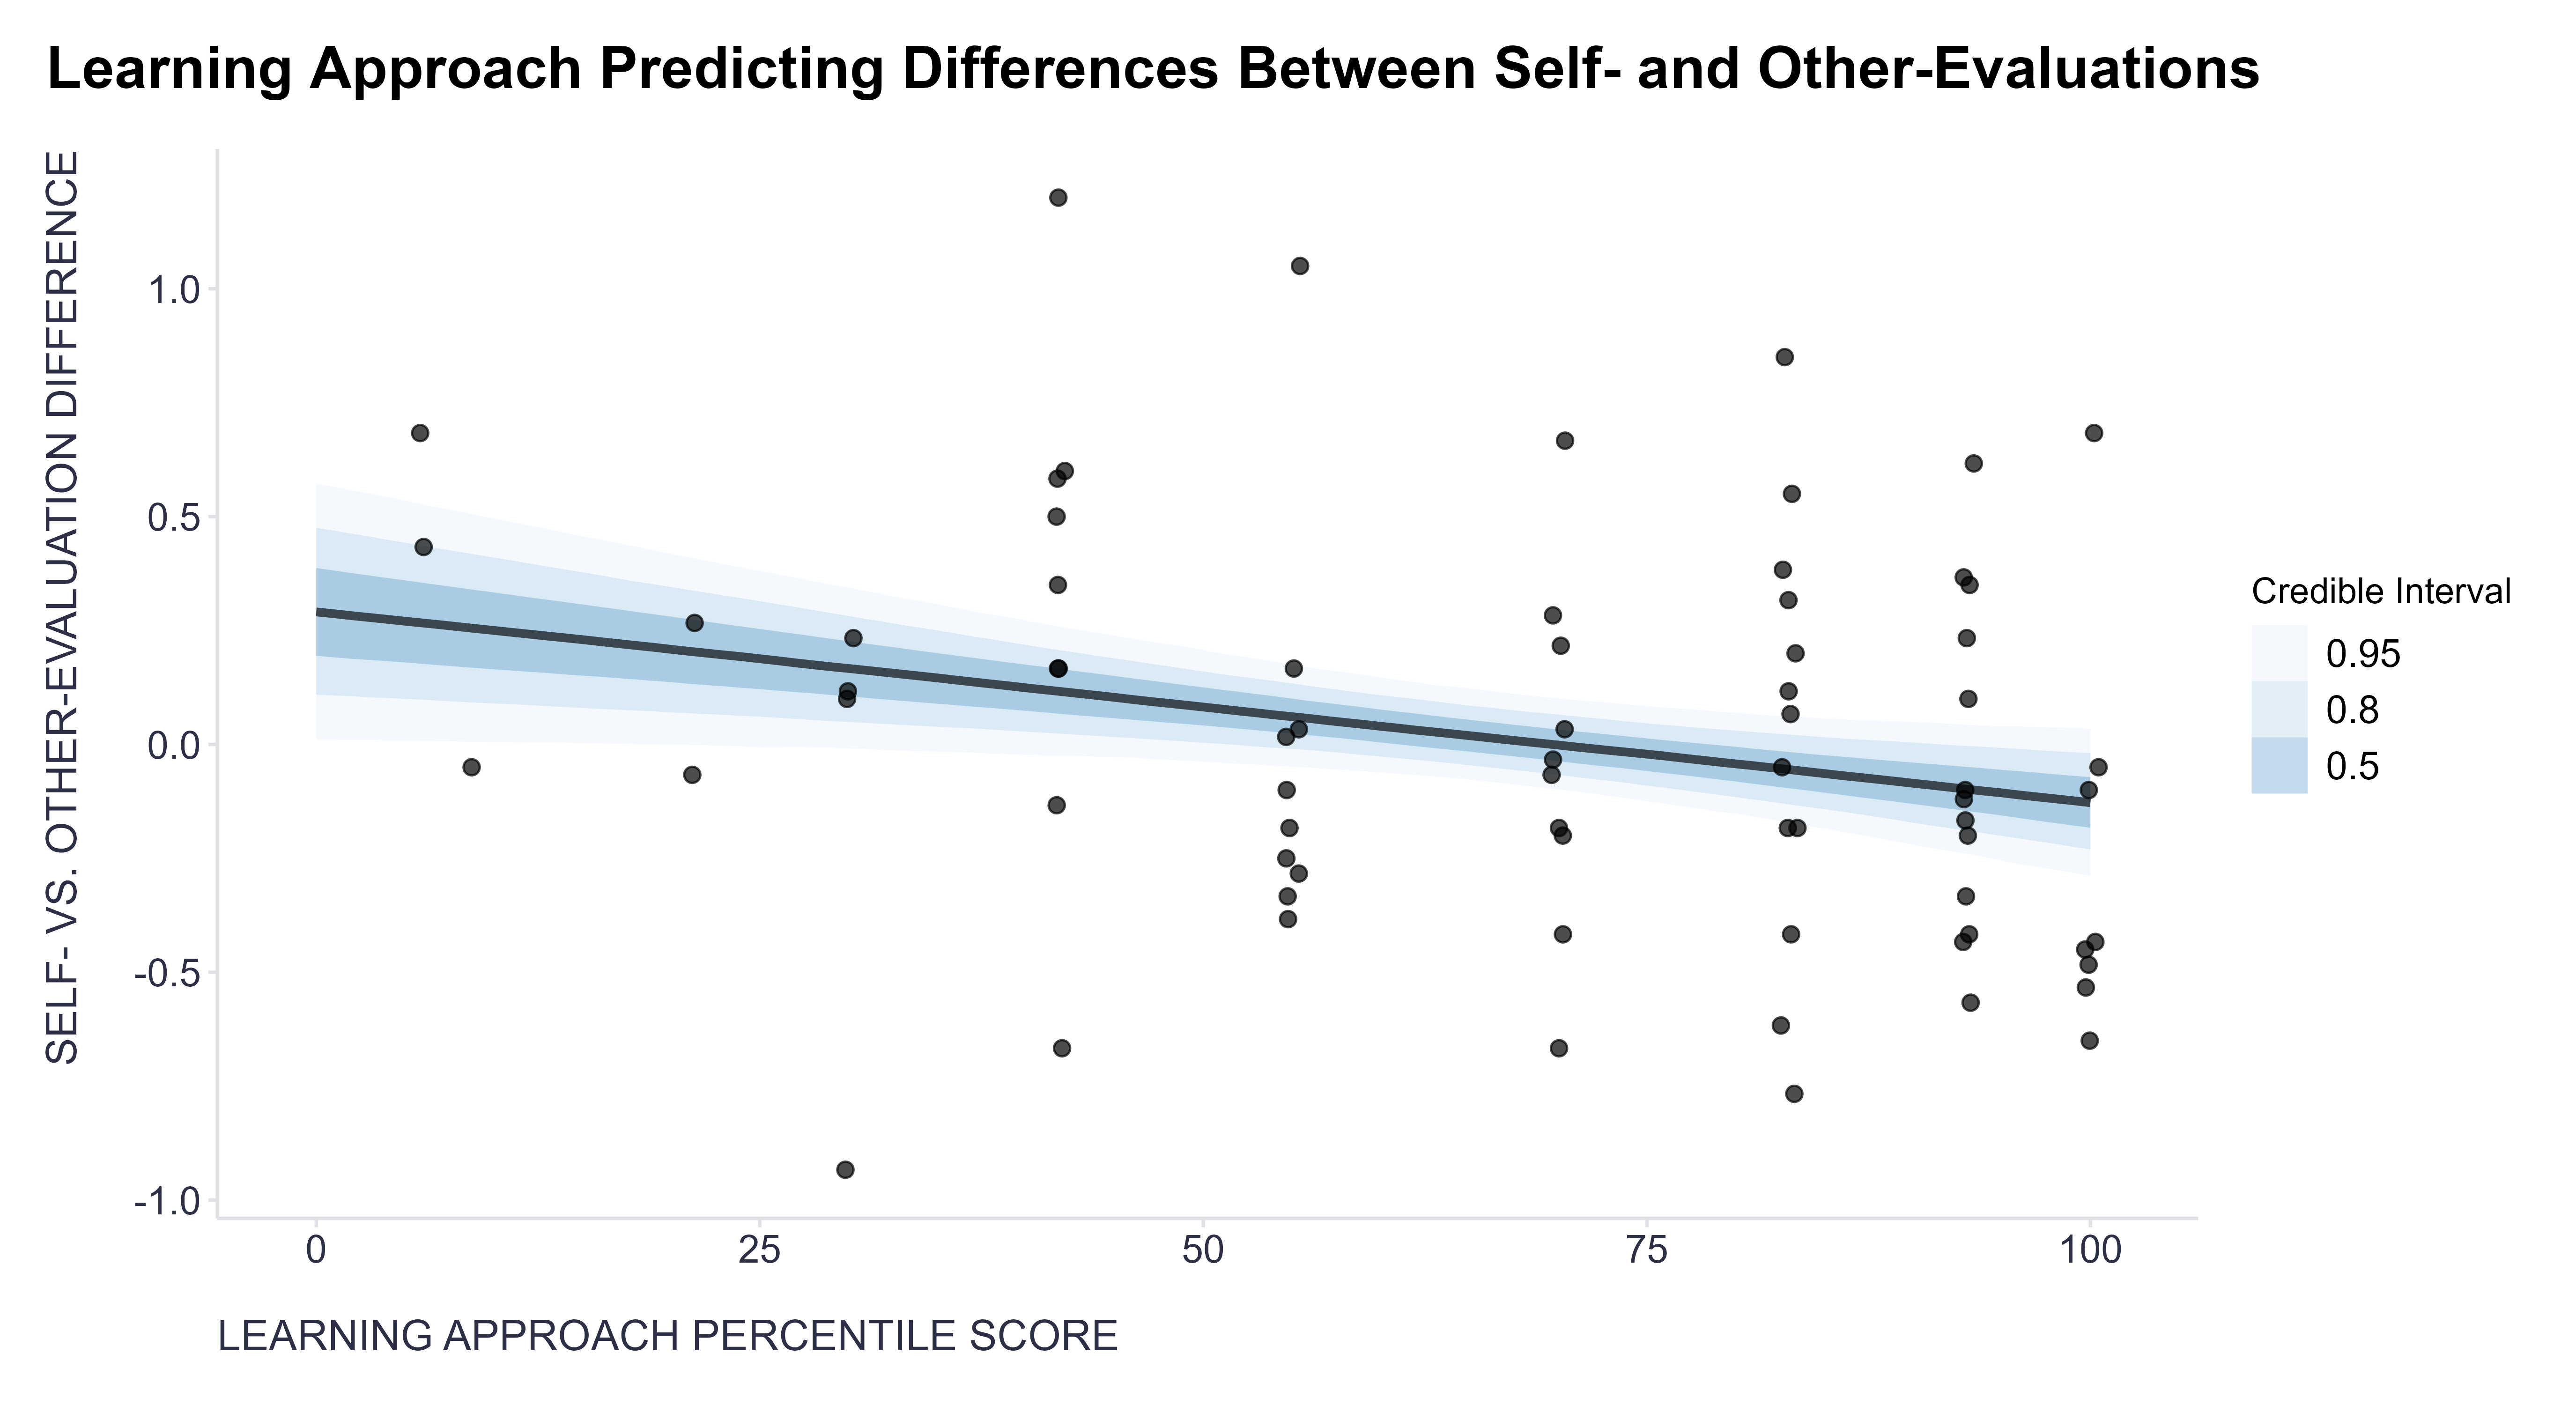 Learning Approach Predicting Differences Between Self- and Other-Evaluations
SELF- VS. OTHER-EVALUATION DIFFERENCE
1.0
0.5
0.0
-0.5
-1.0
0 25 50 75 100
LEARNING APPROACH PERCENTILE SCORE
Credible Interval
0.95
0.8
0.5